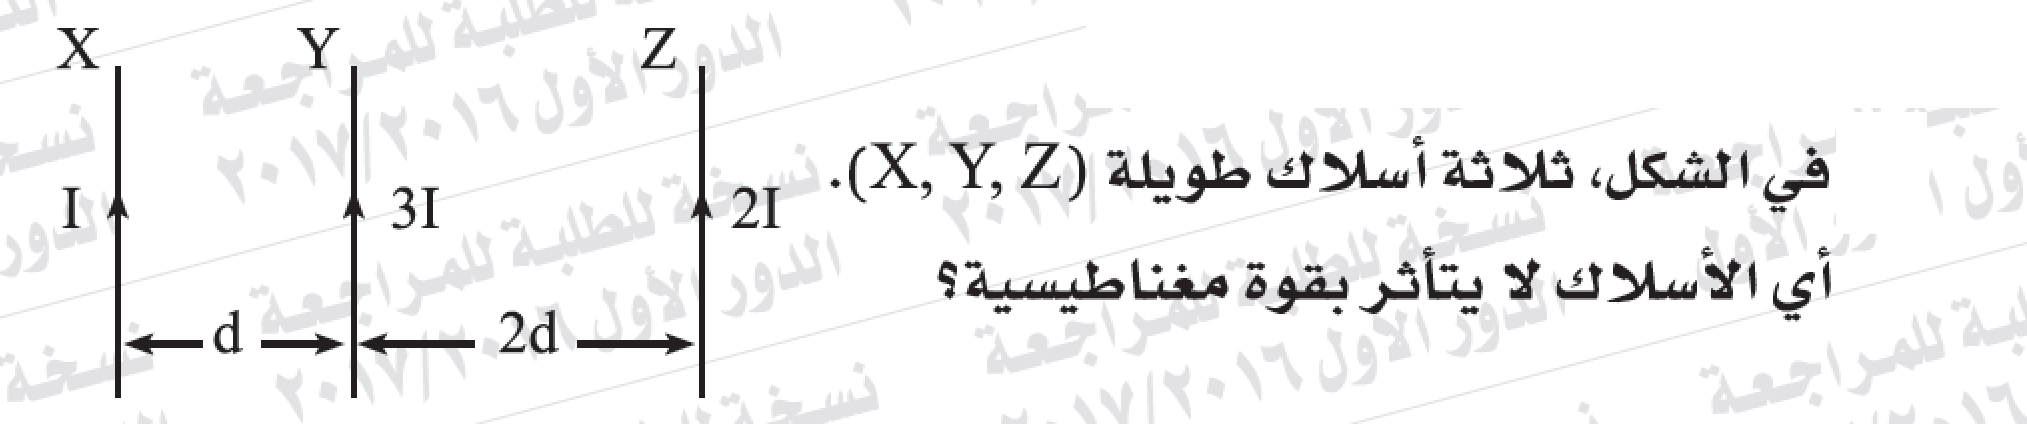 X Y Z
في الشكل، ثلاثة أسلاك طويلة (X, Y, Z).
I 3I 2I
أي الأسلاك لا يتأثر بقوة مغناطيسية؟
d 2d
نسخة للطلبة للمراجعة
الدور الأول ٢٠١٧/٢٠١٦